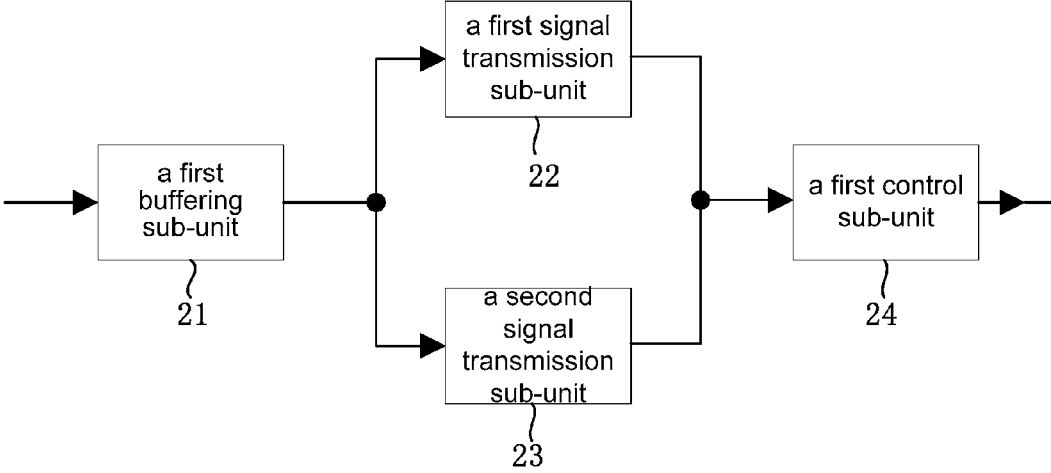 a first signal
transmission
sub-unit
22
a first
buffering
sub-unit
21
a first control
sub-unit
24
a second
signal
transmission
sub-unit
23